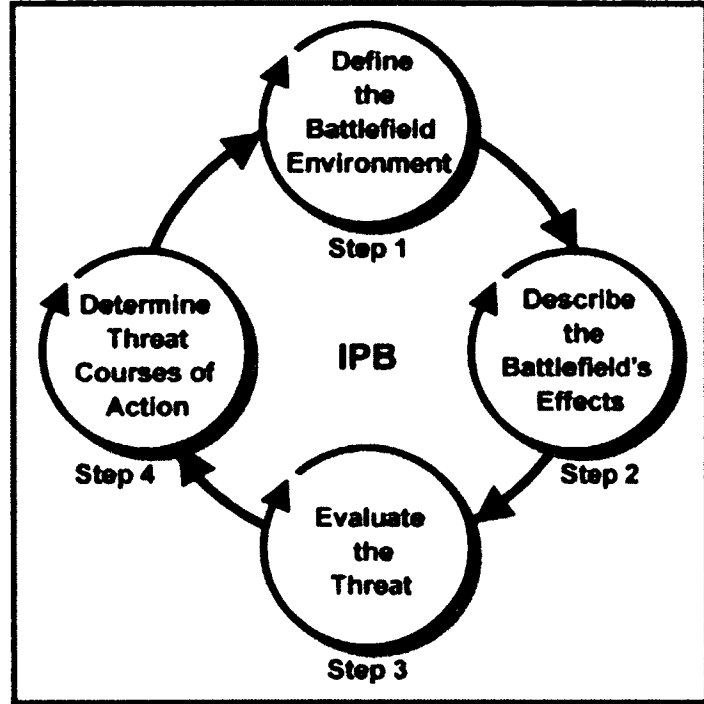 Define
the
Battlefield
Environment
Step 1
Describe
the
Battlefield's
Effects
Step 2
Evaluate
the
Threat
Step 3
Determine
Threat
Courses of
Action
Step 4
IPB